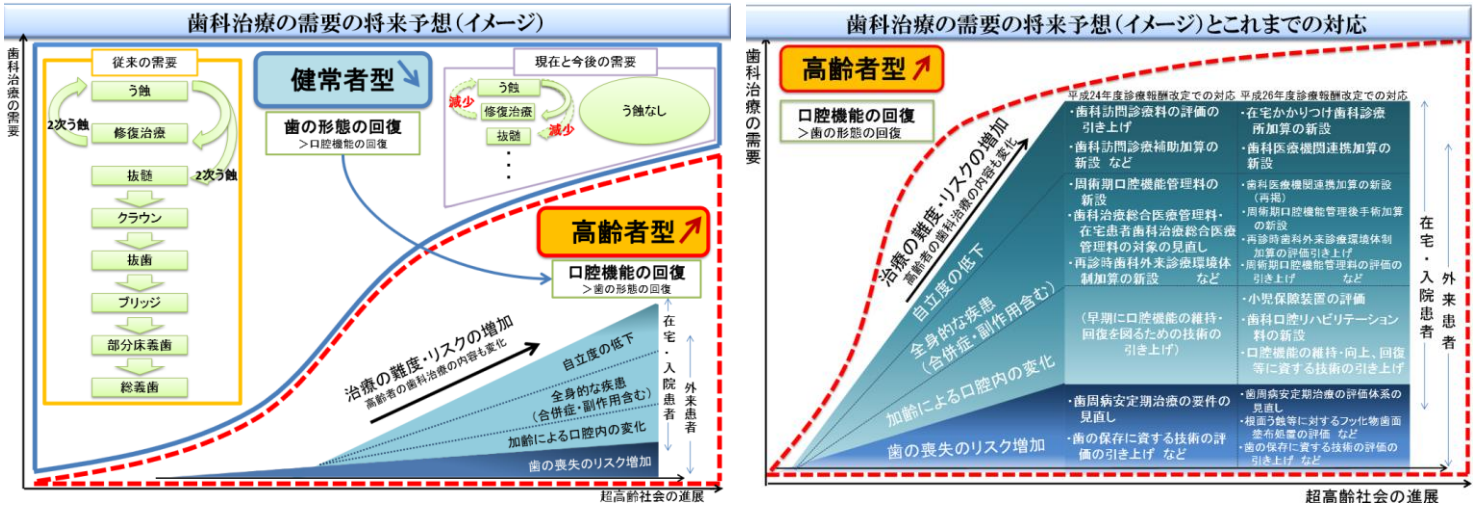 歯科治療の需要の将来予想(イメージ)
歯科治療の需要
従来の需要
う蝕
2次う蝕
修復治療
2次う蝕
抜髄
クラウン
抜歯
ブリッジ
部分床義歯
総義歯
健常者型
歯の形態の回復
>口腔機能の回復
現在と今後の需要
う蝕
減少
修復治療
減少
抜髄
・
・
・
う蝕なし
高齢者型
口腔機能の回復
>歯の形態の回復
治療の難度・リスクの増加
高齢者の歯科治療の内容も変化
自立度の低下
全身的な疾患
(合併症・副作用含む)
加齢による口腔内の変化
歯の喪失のリスク増加
在宅・入院患者
外来患者
超高齢社会の進展
歯科治療の需要の将来予想(イメージ)とこれまでの対応
歯科治療の需要
高齢者型
口腔機能の回復
>歯の形態の回復
治療の難度・リスクの増加
高齢者の歯科治療の内容も変化
自立度の低下
全身的な疾患
(合併症・副作用含む)
加齢による口腔内の変化
歯の喪失のリスク増加
平成24年度診療報酬改定での対応
・歯科訪問診療料の評価の
引き上げ
・歯科訪問診療補助加算の
新設 など
・周術期口腔機能管理料の
新設
・歯科治療総合医療管理料・
在宅患者歯科治療総合医療
管理料の対象の見直し
・再診時歯科外来診療環境体
制加算の新設 など
(早期に口腔機能の維持・
回復を図るための技術の
引き上げ)
・歯周病安定期治療の要件の
見直し
・歯の保存に資する技術の評
価の引き上げ など
平成26年度診療報酬改定での対応
・在宅かかりつけ歯科診療
所加算の新設
・歯科医療機関連携加算の
新設
・歯科医療機関連携加算の新設
(再掲)
・周術期口腔機能管理後手術加算
の新設
・再診時歯科外来診療環境体制
加算の評価引き上げ
・周術期口腔機能管理料の評価の
引き上げ など
・小児保隙装置の評価
・歯科口腔リハビリテーション
料の新設
・口腔機能の維持・向上、回復
等に資する技術の引き上げ
・歯周病安定期治療の評価体系の
見直し
・根面う蝕等に対するフッ化物歯面
塗布処置の評価 など
・歯の保存に資する技術の評価の
引き上げ など
在宅・入院患者
外来患者
超高齢社会の進展